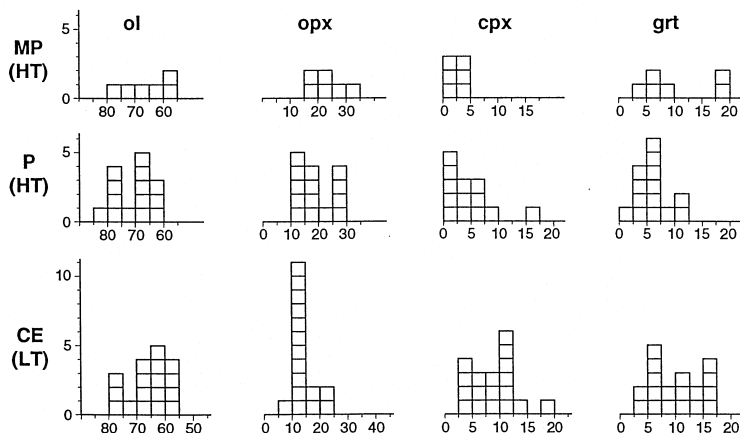 ol opx cpx grt
MP
(HT)
5
0
80 70 60
10 20 30
0 5 10 15
0 5 10 15 20
P
(HT)
5
0
80 70 60
0 10 20 30
0 5 10 15 20
0 5 10 15 20
CE
(LT)
10
5
0
80 70 60 50
0 10 20 30 40
0 5 10 15 20
0 5 10 15 20